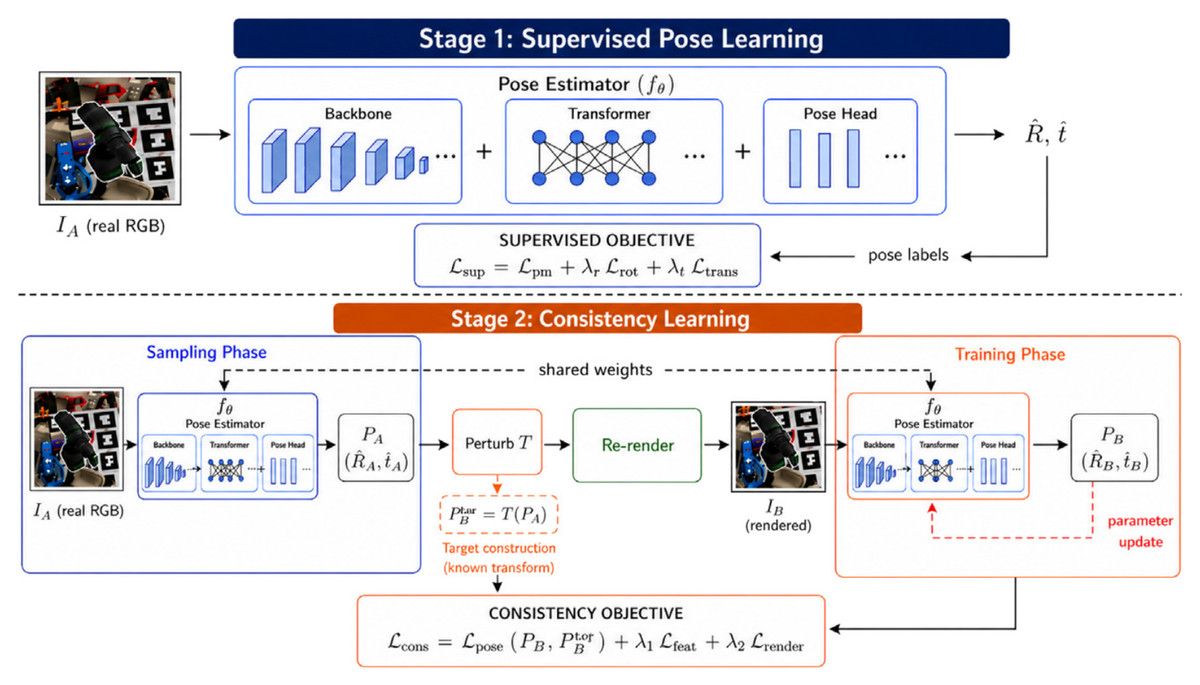 Stage 1: Supervised Pose Learning
Pose Estimator (f_θ)
Backbone
Transformer
Pose Head
...
+
...
+
...
R̂, t̂
I_A (real RGB)
SUPERVISED OBJECTIVE
ℒ_sup = ℒ_pm + λ_r ℒ_rot + λ_t ℒ_trans
pose labels
Stage 2: Consistency Learning
Sampling Phase
shared weights
Training Phase
f_θ
Pose Estimator
Backbone
Transformer
Pose Head
P_A
(R̂_A, t̂_A)
I_A (real RGB)
Perturb T
P_B^tar = T(P_A)
Target construction
(known transform)
Re-render
I_B
(rendered)
f_θ
Pose Estimator
Backbone
Transformer
Pose Head
P_B
(R̂_B, t̂_B)
parameter
update
CONSISTENCY OBJECTIVE
ℒ_cons = ℒ_pose (P_B, P_B^tor) + λ_1 ℒ_feat + λ_2 ℒ_render